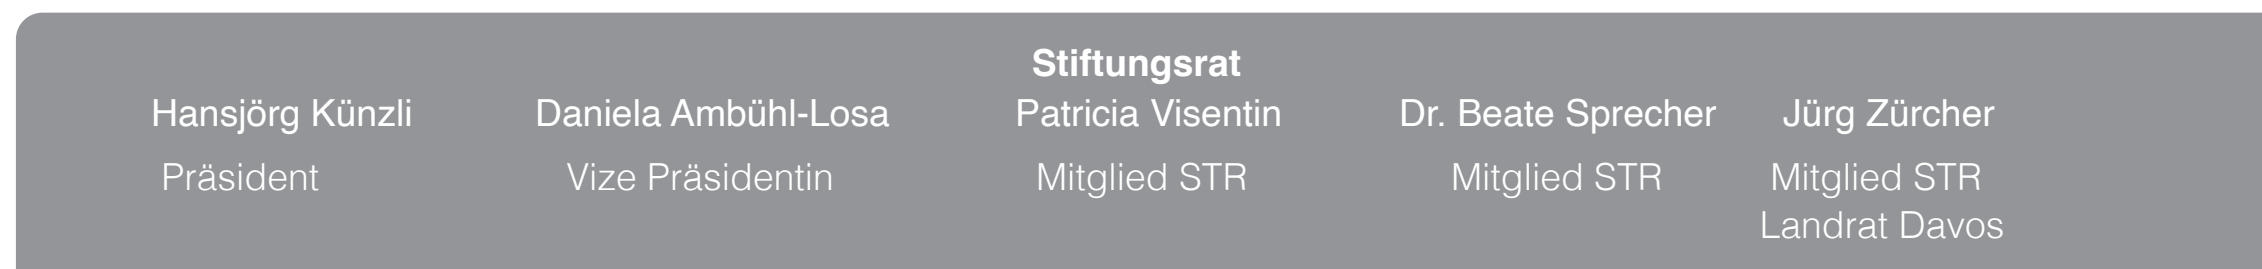 Stiftungsrat
Hansjörg Künzli Daniela Ambühl-Losa Patricia Visentin Dr. Beate Sprecher Jürg Zürcher
Präsident Vize Präsidentin Mitglied STR Mitglied STR Mitglied STR
Landrat Davos